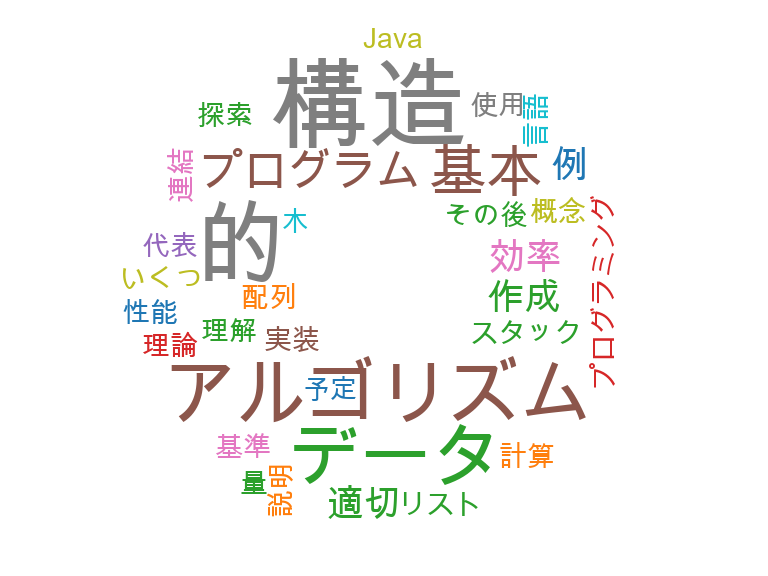 Java
構造
使用
言語
探索
連結
プログラム
基本
例
的
木
その後
概念
プログラミング
代表
効率
いくつ
配列
作成
性能
理解
実装
スタック
理論
アルゴリズム
予定
データ
基準
計算
量
説明
適切
リスト